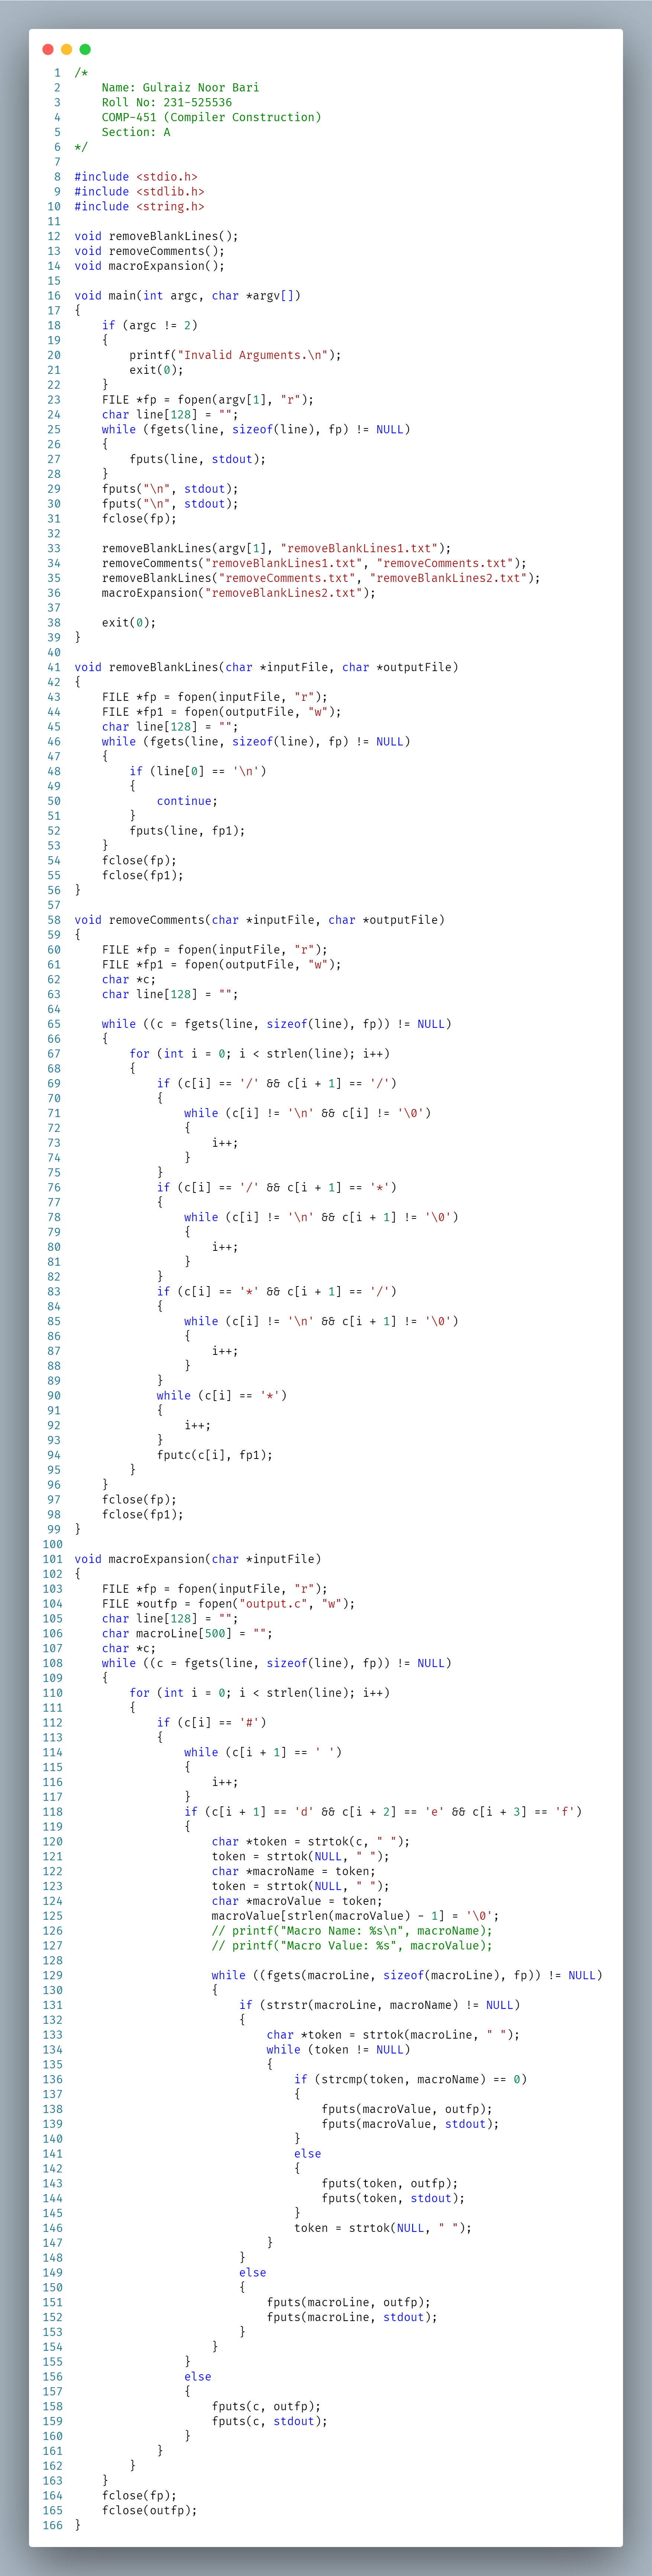 1 /*
2     Name: Gulraiz Noor Bari
3     Roll No: 231-525536
4     COMP-451 (Compiler Construction)
5     Section: A
6 */
7
8 #include <stdio.h>
9 #include <stdlib.h>
10 #include <string.h>
11
12 void removeBlankLines();
13 void removeComments();
14 void macroExpansion();
15
16 void main(int argc, char *argv[])
17 {
18     if (argc != 2)
19     {
20         printf("Invalid Arguments.\n");
21         exit(0);
22     }
23     FILE *fp = fopen(argv[1], "r");
24     char line[128] = "";
25     while (fgets(line, sizeof(line), fp) != NULL)
26     {
27         fputs(line, stdout);
28     }
29     fputs("\n", stdout);
30     fputs("\n", stdout);
31     fclose(fp);
32
33     removeBlankLines(argv[1], "removeBlankLines1.txt");
34     removeComments("removeBlankLines1.txt", "removeComments.txt");
35     removeBlankLines("removeComments.txt", "removeBlankLines2.txt");
36     macroExpansion("removeBlankLines2.txt");
37
38     exit(0);
39 }
40
41 void removeBlankLines(char *inputFile, char *outputFile)
42 {
43     FILE *fp = fopen(inputFile, "r");
44     FILE *fp1 = fopen(outputFile, "w");
45     char line[128] = "";
46     while (fgets(line, sizeof(line), fp) != NULL)
47     {
48         if (line[0] == '\n')
49         {
50             continue;
51         }
52         fputs(line, fp1);
53     }
54     fclose(fp);
55     fclose(fp1);
56 }
57
58 void removeComments(char *inputFile, char *outputFile)
59 {
60     FILE *fp = fopen(inputFile, "r");
61     FILE *fp1 = fopen(outputFile, "w");
62     char *c;
63     char line[128] = "";
64
65     while ((c = fgets(line, sizeof(line), fp)) != NULL)
66     {
67         for (int i = 0; i < strlen(line); i++)
68         {
69             if (c[i] == '/' && c[i + 1] == '/')
70             {
71                 while (c[i] != '\n' && c[i] != '\0')
72                 {
73                     i++;
74                 }
75             }
76             if (c[i] == '/' && c[i + 1] == '*')
77             {
78                 while (c[i] != '\n' && c[i + 1] != '\0')
79                 {
80                     i++;
81                 }
82             }
83             if (c[i] == '*' && c[i + 1] == '/')
84             {
85                 while (c[i] != '\n' && c[i + 1] != '\0')
86                 {
87                     i++;
88                 }
89             }
90             while (c[i] == '*')
91             {
92                 i++;
93             }
94             fputc(c[i], fp1);
95         }
96     }
97     fclose(fp);
98     fclose(fp1);
99 }
100
101 void macroExpansion(char *inputFile)
102 {
103     FILE *fp = fopen(inputFile, "r");
104     FILE *outfp = fopen("output.c", "w");
105     char line[128] = "";
106     char macroLine[500] = "";
107     char *c;
108     while ((c = fgets(line, sizeof(line), fp)) != NULL)
109     {
110         for (int i = 0; i < strlen(line); i++)
111         {
112             if (c[i] == '#')
113             {
114                 while (c[i + 1] == ' ')
115                 {
116                     i++;
117                 }
118                 if (c[i + 1] == 'd' && c[i + 2] == 'e' && c[i + 3] == 'f')
119                 {
120                     char *token = strtok(c, " ");
121                     token = strtok(NULL, " ");
122                     char *macroName = token;
123                     token = strtok(NULL, " ");
124                     char *macroValue = token;
125                     macroValue[strlen(macroValue) - 1] = '\0';
126                     // printf("Macro Name: %s\n", macroName);
127                     // printf("Macro Value: %s", macroValue);
128
129                     while ((fgets(macroLine, sizeof(macroLine), fp)) != NULL)
130                     {
131                         if (strstr(macroLine, macroName) != NULL)
132                         {
133                             char *token = strtok(macroLine, " ");
134                             while (token != NULL)
135                             {
136                                 if (strcmp(token, macroName) == 0)
137                                 {
138                                     fputs(macroValue, outfp);
139                                     fputs(macroValue, stdout);
140                                 }
141                                 else
142                                 {
143                                     fputs(token, outfp);
144                                     fputs(token, stdout);
145                                 }
146                                 token = strtok(NULL, " ");
147                             }
148                         }
149                         else
150                         {
151                             fputs(macroLine, outfp);
152                             fputs(macroLine, stdout);
153                         }
154                     }
155                 }
156                 else
157                 {
158                     fputs(c, outfp);
159                     fputs(c, stdout);
160                 }
161             }
162         }
163     }
164     fclose(fp);
165     fclose(outfp);
166 }